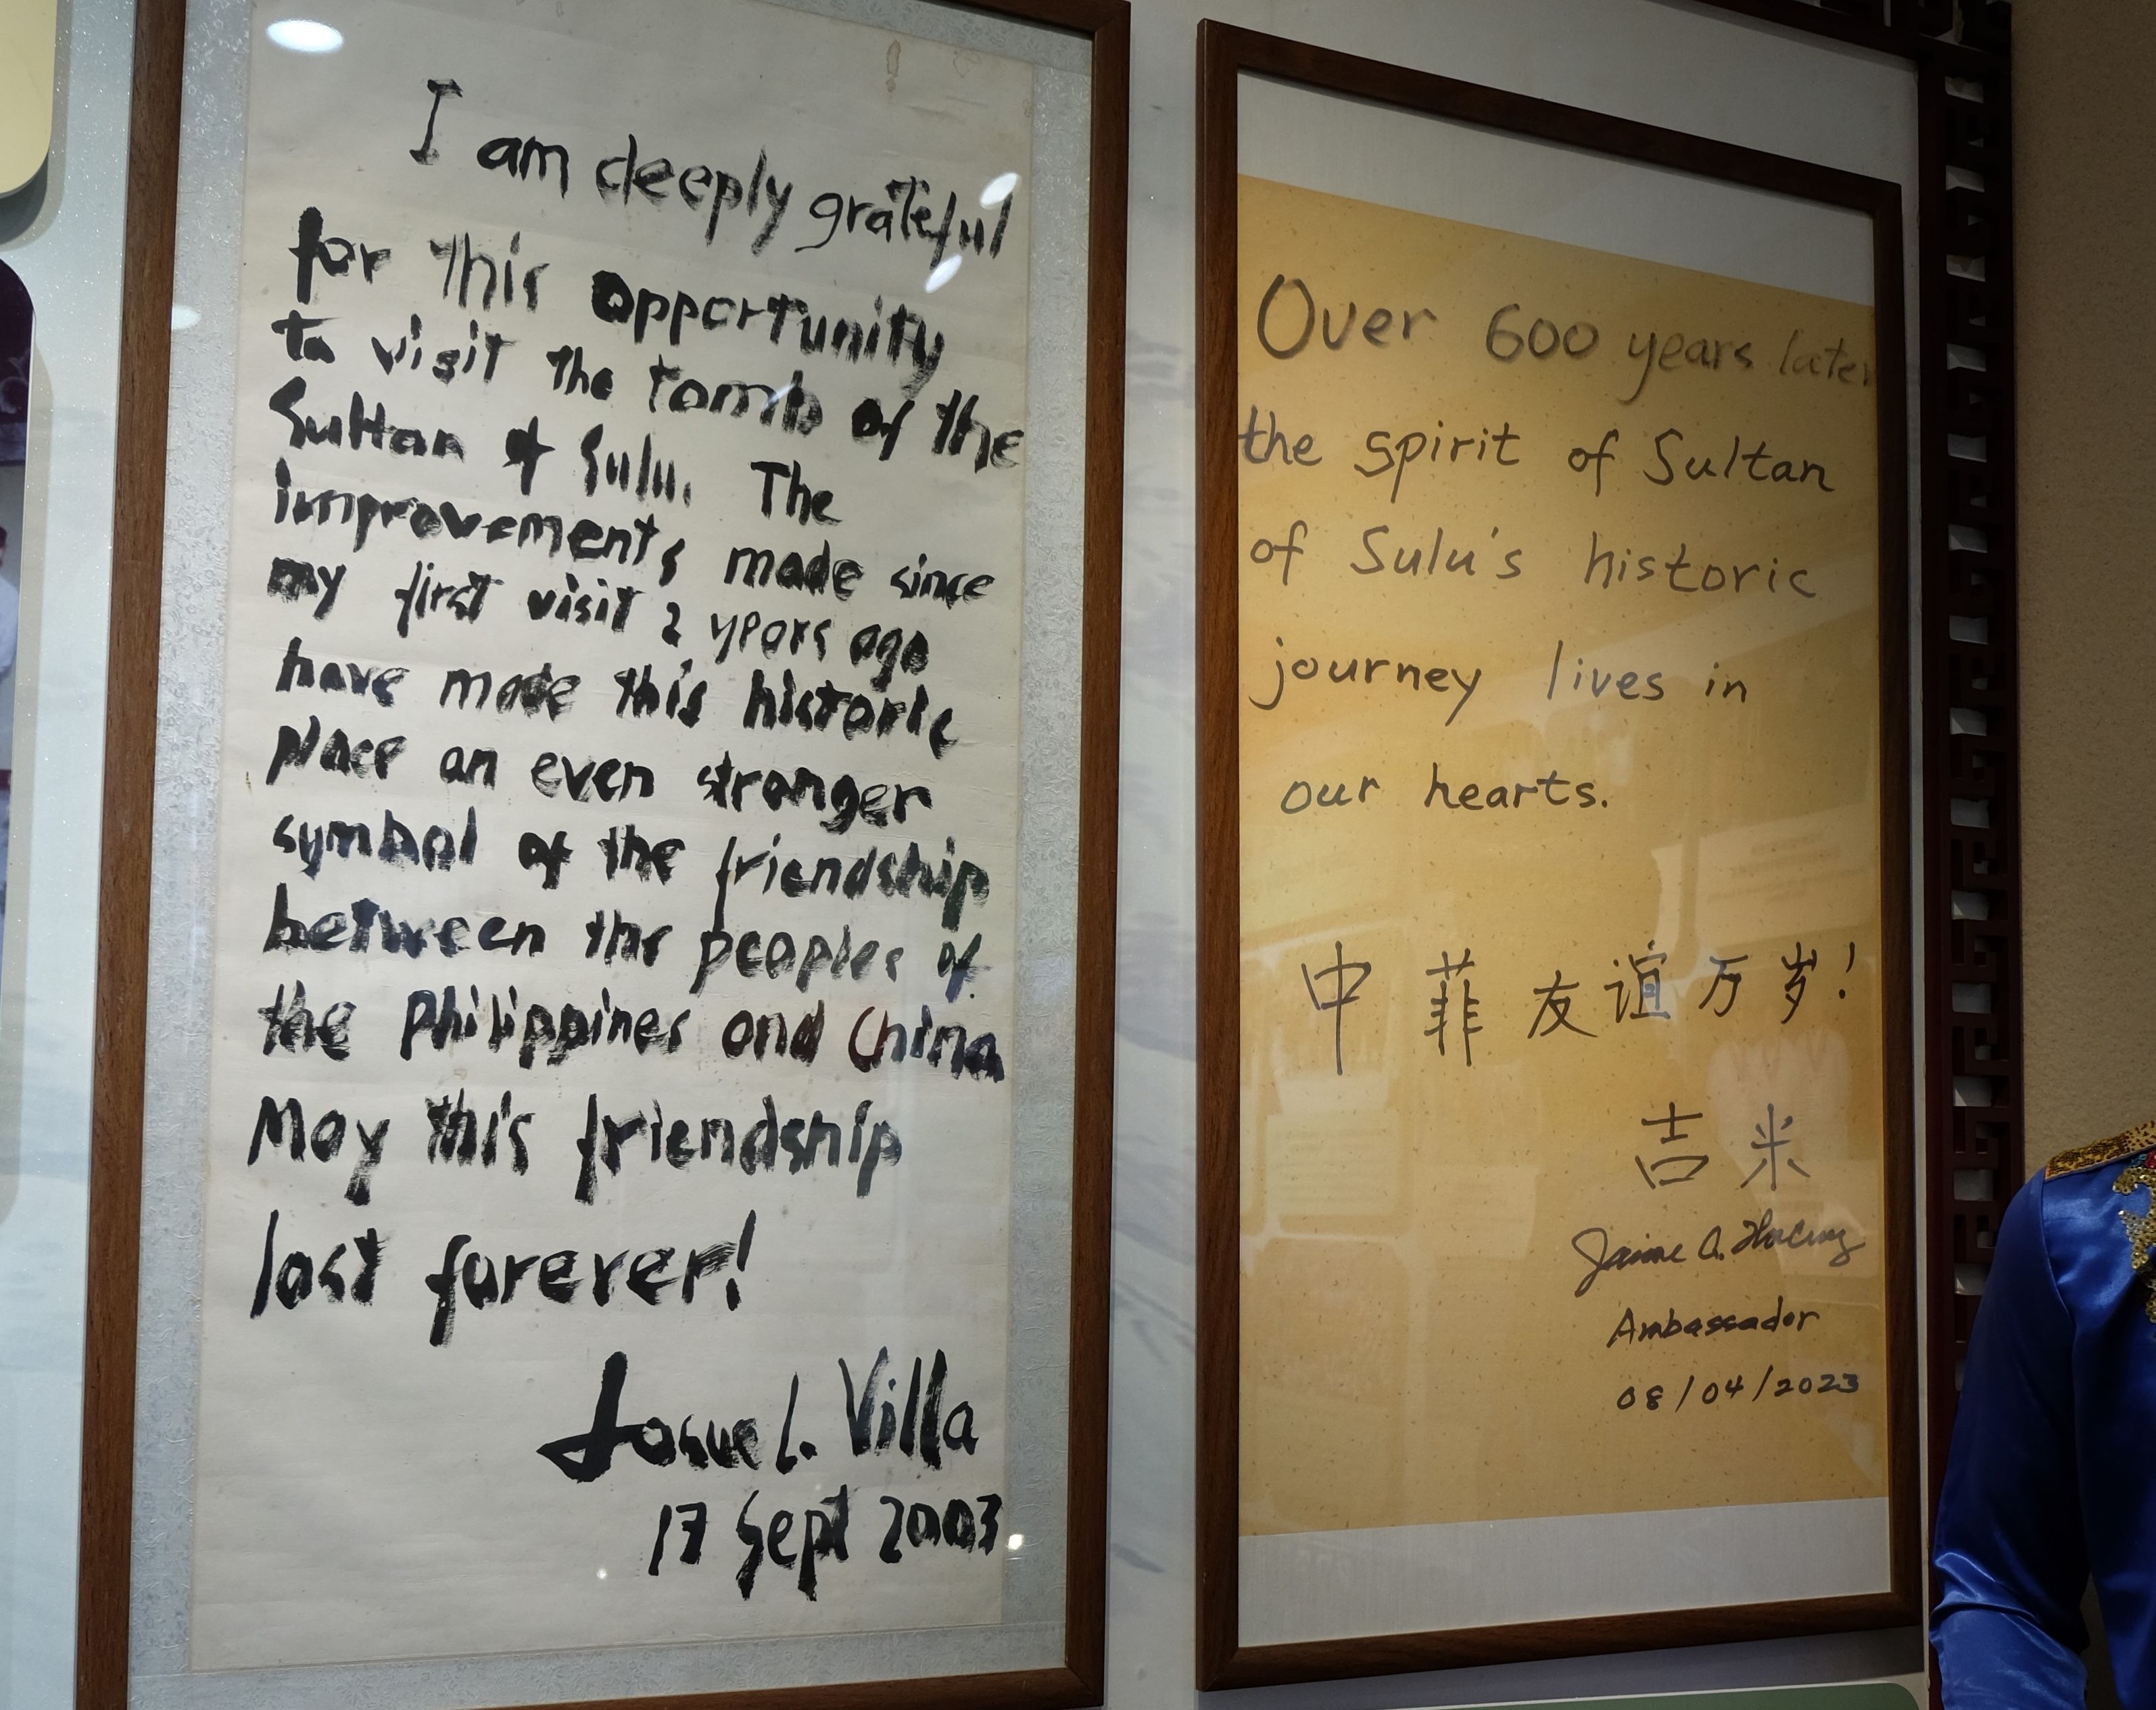 I am deeply grateful
for this opportunity
to visit the tomb of the
Sultan of Sulu. The
improvements made since
my first visit 2 years ago
have made this historic
place an even stronger
symbol of the friendship
between the peoples of
the Philippines and China
May this friendship
last forever!
Josue L. Villa
17 Sept 2003
Over 600 years later
the spirit of Sultan
of Sulu's historic
journey lives in
our hearts.
中菲友谊万岁!
吉米
Jaime A.
Ambassador
08/04/2023